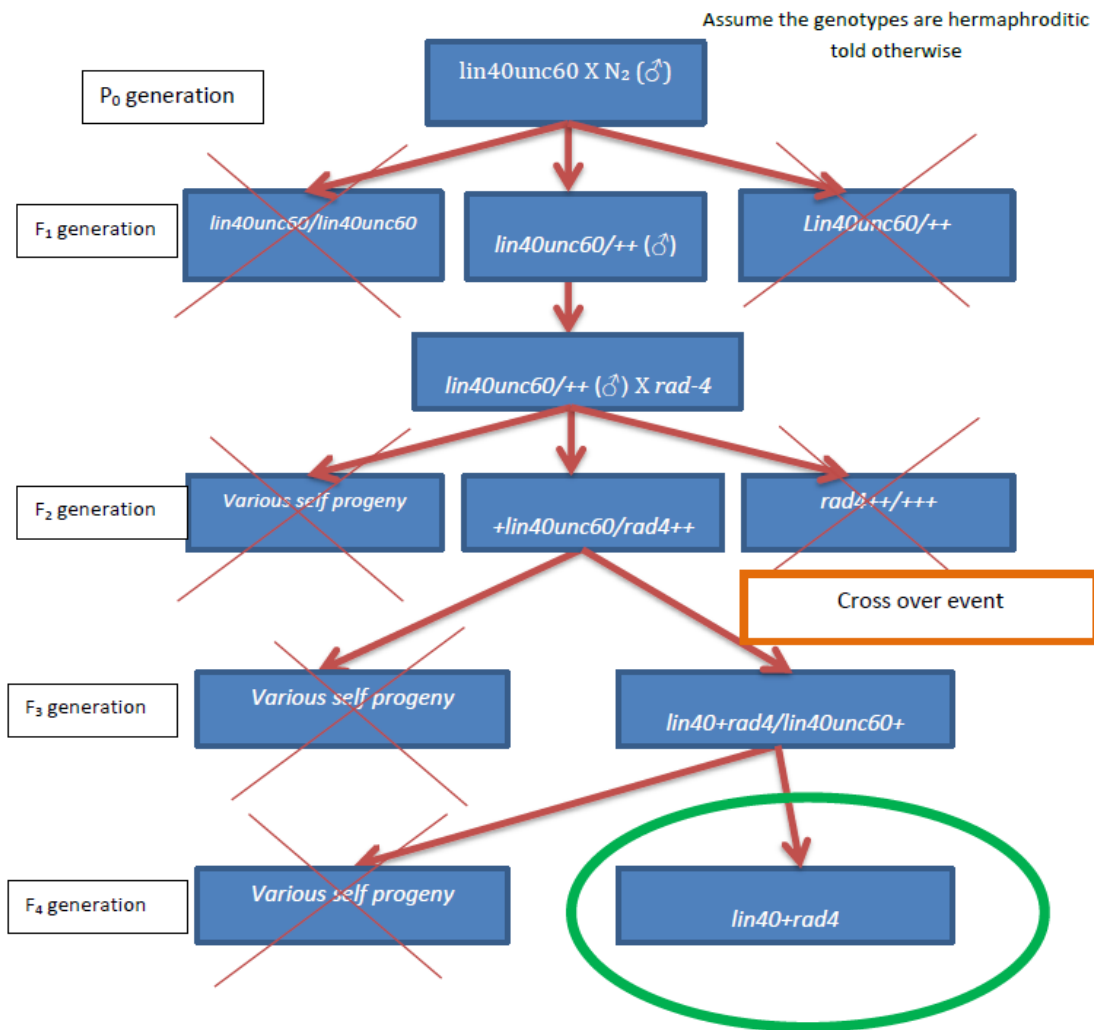 Assume the genotypes are hermaphroditic
told otherwise
P₀ generation
lin40unc60 X N₂ (♂)
F₁ generation
lin40unc60/lin40unc60
lin40unc60/++ (♂)
Lin40unc60/++
lin40unc60/++ (♂) X rad-4
F₂ generation
Various self progeny
+lin40unc60/rad4++
rad4++/+++
Cross over event
F₃ generation
Various self progeny
lin40+rad4/lin40unc60+
F₄ generation
Various self progeny
lin40+rad4